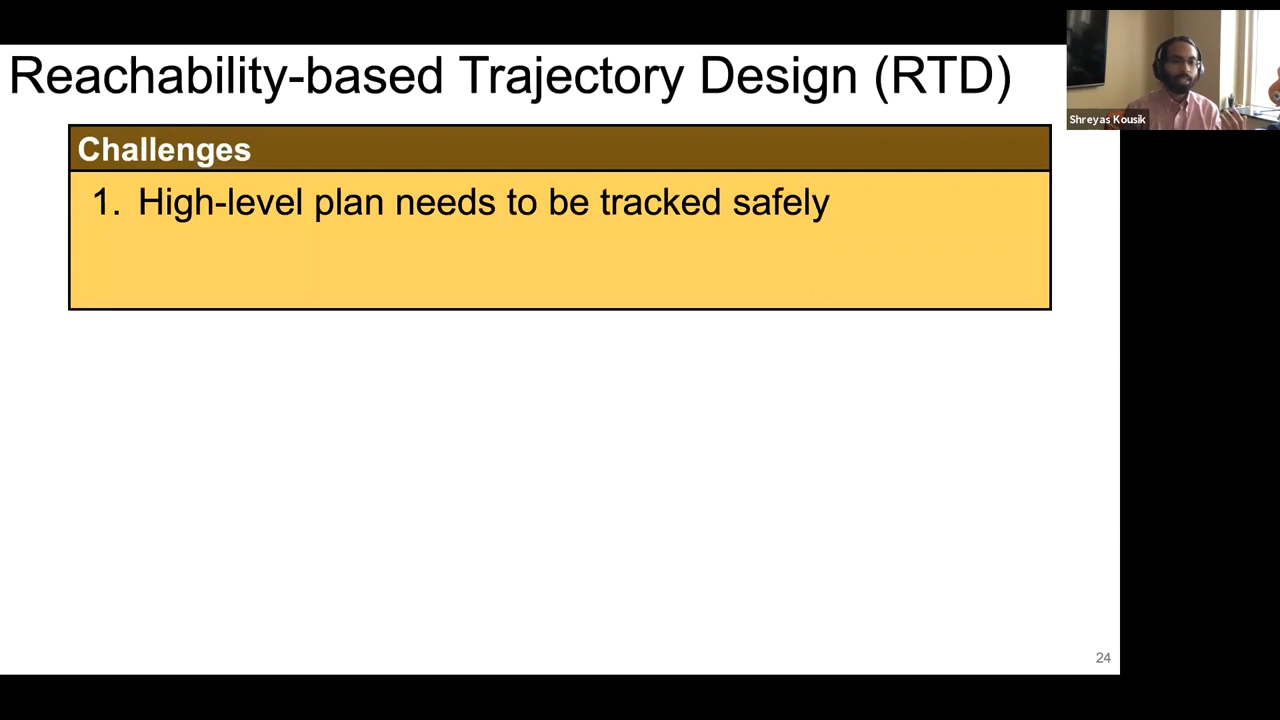 Reachability-based Trajectory Design (RTD)
Shreyas Kousik
Challenges
1. High-level plan needs to be tracked safely
24